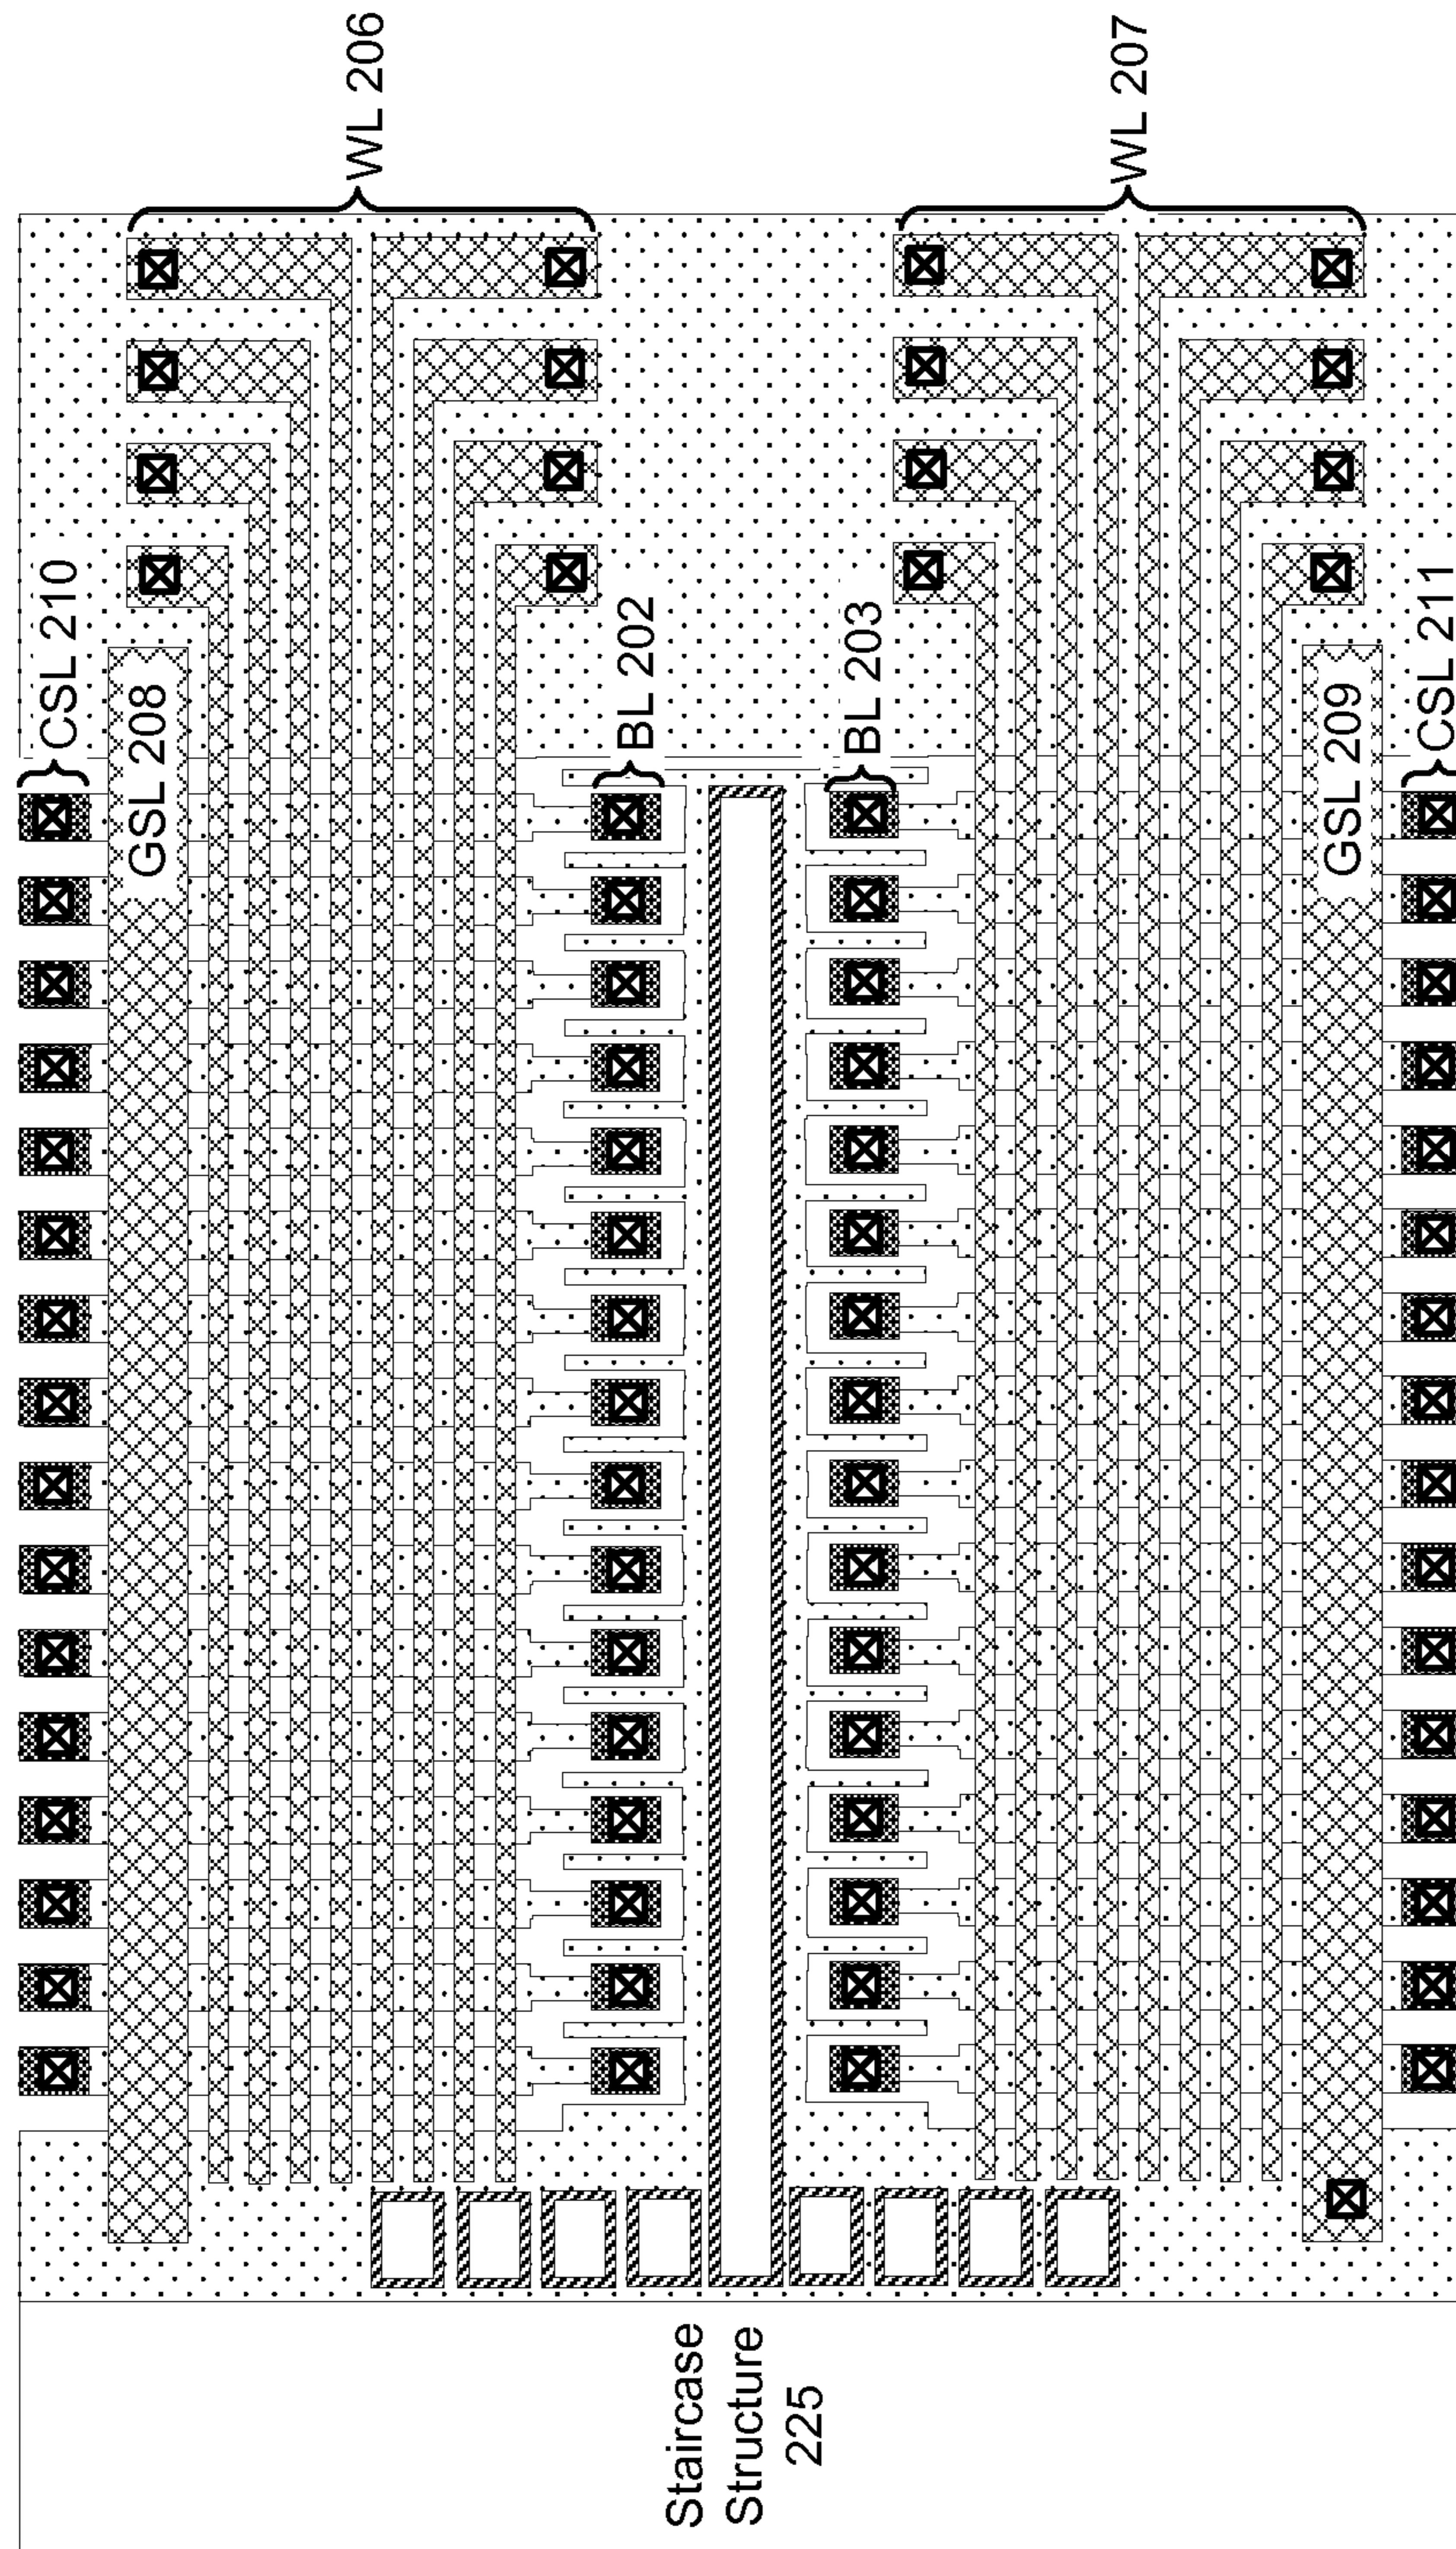 WL 206
WL 207
CSL 210
GSL 208
BL 202
BL 203
GSL 209
CSL 211
Staircase
Structure
225